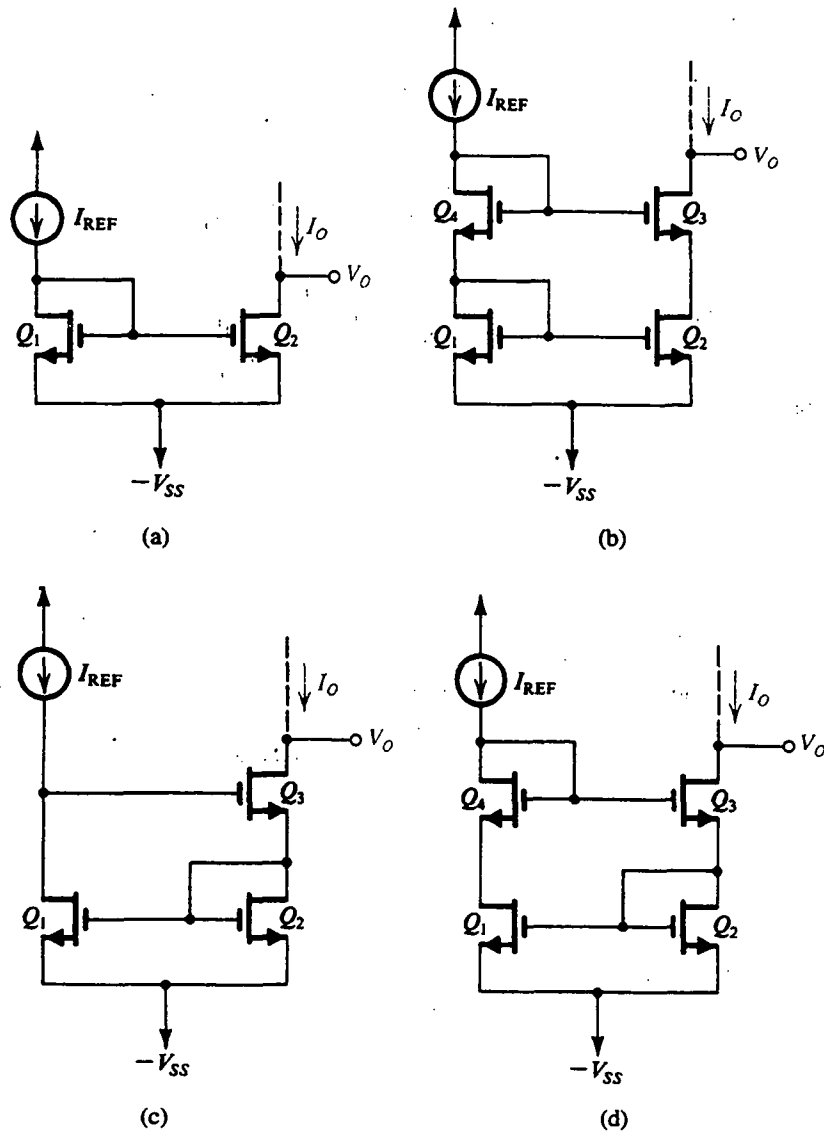 I_REF
I_O
V_O
Q_1
Q_2
-V_SS
(a)
I_REF
I_O
V_O
Q_4
Q_3
Q_1
Q_2
-V_SS
(b)
I_REF
I_O
V_O
Q_3
Q_1
Q_2
-V_SS
(c)
I_REF
I_O
V_O
Q_4
Q_3
Q_1
Q_2
-V_SS
(d)